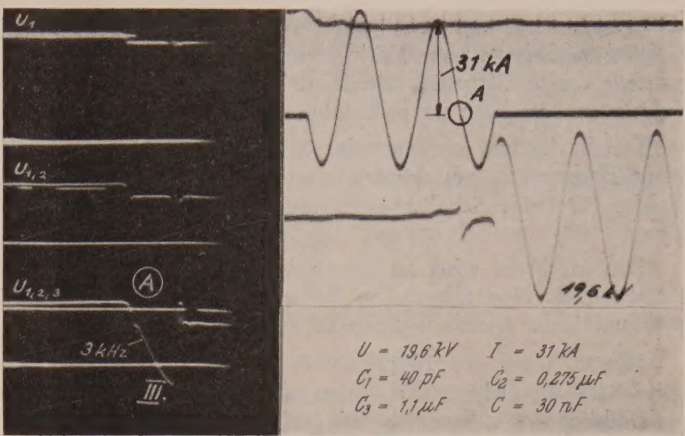 U1
U1,2
U1,2,3
A
3 kHz
III.
31 kA
A
19,6 kV
U = 19,6 kV I = 31 kA
C1 = 40 pF C2 = 0,275 µF
C3 = 1,1 µF C = 30 nF